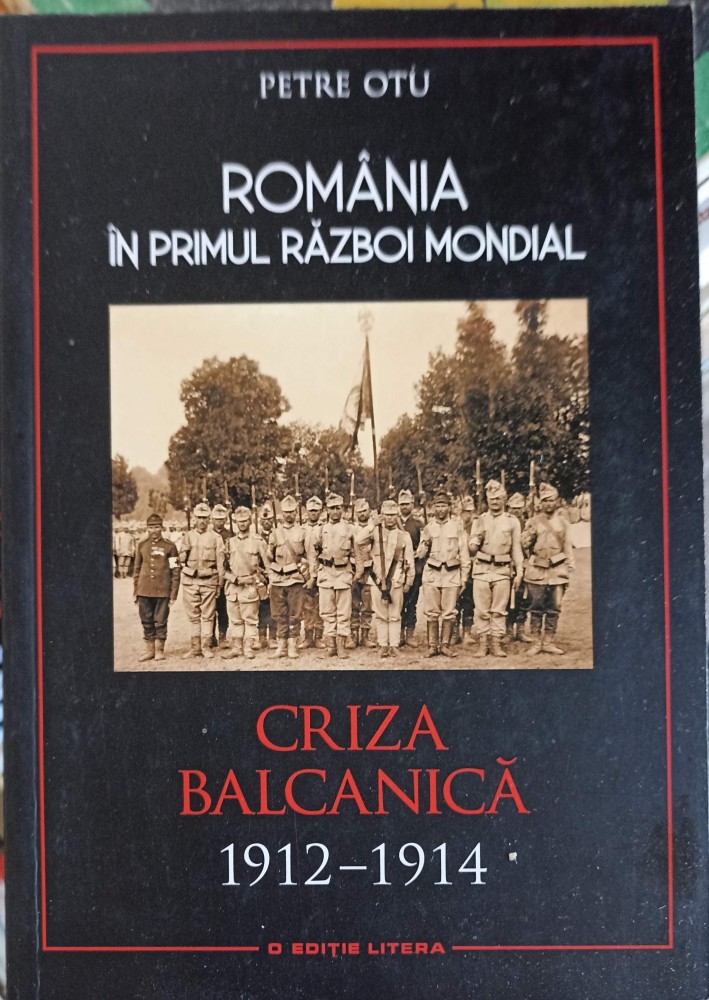 PETRE OTU
ROMÂNIA
ÎN PRIMUL RĂZBOI MONDIAL
CRIZA
BALCANICĂ
1912–1914
O EDIȚIE LITERA